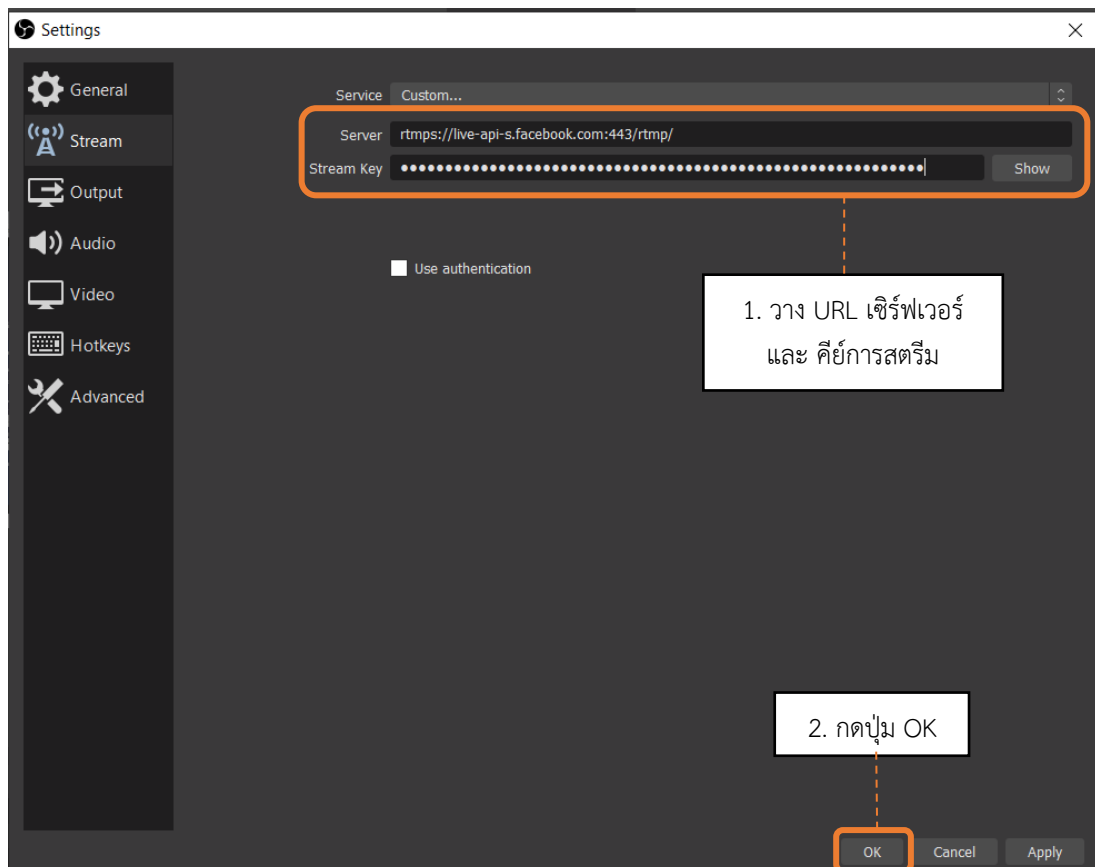 Settings
General
Stream
Output
Audio
Video
Hotkeys
Advanced
Service Custom...
Server rtmps://live-api-s.facebook.com:443/rtmp/
Stream Key ●●●●●●●●●●●●●●●●●●●●●●●●●●●●●●●●●●●●●●●●●●●●●●●●●●●●●●●●●●● Show
Use authentication
1. วาง URL เซิร์ฟเวอร์
และ คีย์การสตรีม
2. กดปุ่ม OK
OK Cancel Apply